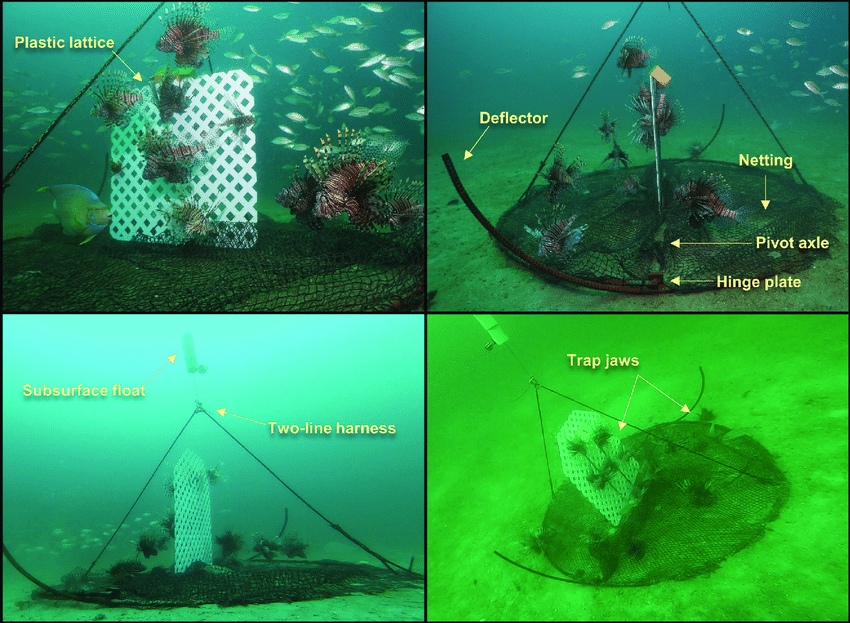 Plastic lattice
Deflector
Netting
Pivot axle
Hinge plate
Subsurface float
Two-line harness
Trap jaws